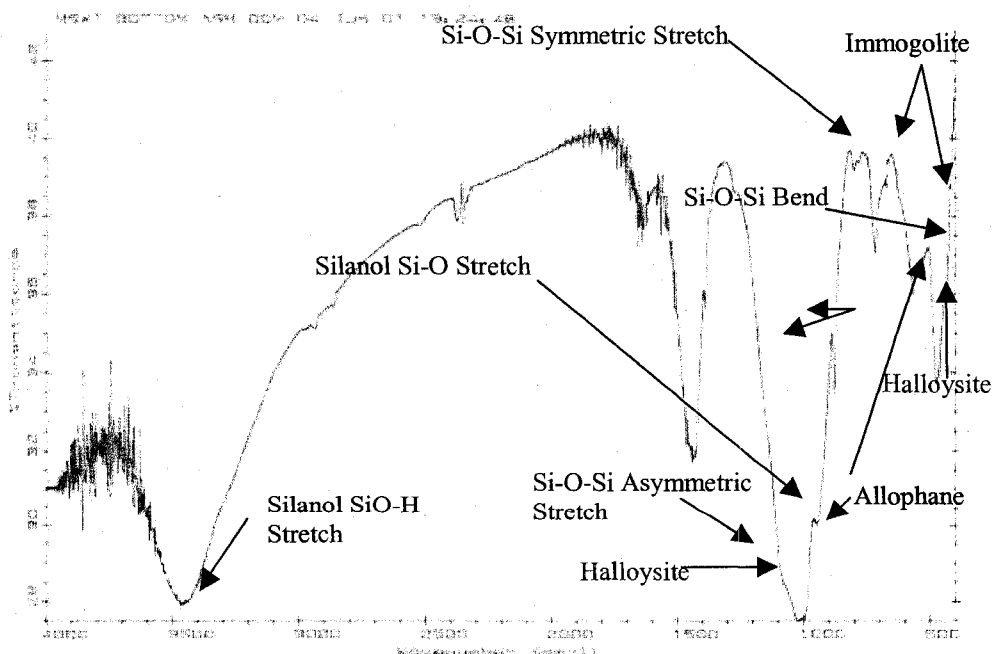 Si-O-Si Symmetric Stretch
Immogolite
Si-O-Si Bend
Silanol Si-O Stretch
Halloysite
Si-O-Si Asymmetric
Stretch
Allophane
Silanol SiO-H
Stretch
Halloysite
4000 3500 3000 2500 2000 1500 1000 500